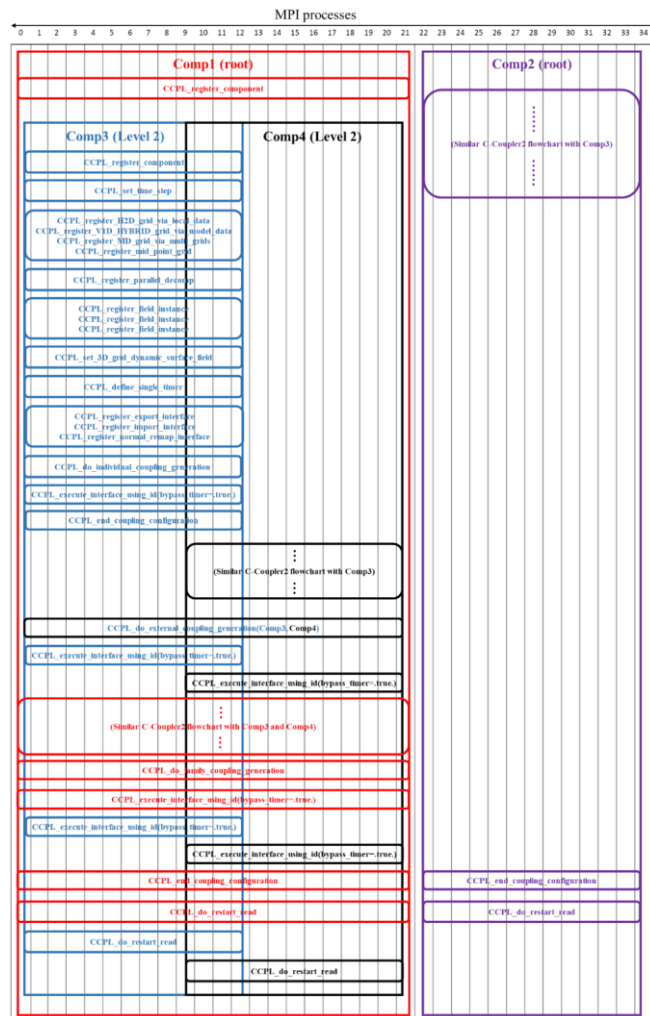 MPI processes
0 1 2 3 4 5 6 7 8 9 10 11 12 13 14 15 16 17 18 19 20 21 22 23 24 25 26 27 28 29 30 31 32 33 34
Comp1 (root)
Comp2 (root)
CCPL_register_component
(Similar C-Coupler2 flowchart with Comp3)
Comp3 (Level 2)
Comp4 (Level 2)
CCPL_register_component
CCPL_set_time_step
CCPL_register_H2D_grid_via_local_data
CCPL_register_V1D_HYBRID_grid_via_model_data
CCPL_register_MD_grid_via_multi_grids
CCPL_register_mid_point_grid
CCPL_register_parallel_decomp
CCPL_register_field_instance
CCPL_register_field_instance
CCPL_register_field_instance
CCPL_set_3D_grid_dynamic_surface_field
CCPL_define_single_timer
CCPL_register_export_interface
CCPL_register_import_interface
CCPL_register_normal_remap_interface
CCPL_do_individual_coupling_generation
CCPL_execute_interface_using_id(bypass_timer=.true.)
CCPL_end_coupling_configuration
(Similar C-Coupler2 flowchart with Comp3)
CCPL_do_external_coupling_generation(Comp3, Comp4)
CCPL_execute_interface_using_id(bypass_timer=.true.)
CCPL_execute_interface_using_id(bypass_timer=.true.)
(Similar C-Coupler2 flowchart with Comp3 and Comp4)
CCPL_do_family_coupling_generation
CCPL_execute_interface_using_id(bypass_timer=.true.)
CCPL_execute_interface_using_id(bypass_timer=.true.)
CCPL_execute_interface_using_id(bypass_timer=.true.)
CCPL_end_coupling_configuration
CCPL_end_coupling_configuration
CCPL_do_restart_read
CCPL_do_restart_read
CCPL_do_restart_read
CCPL_do_restart_read